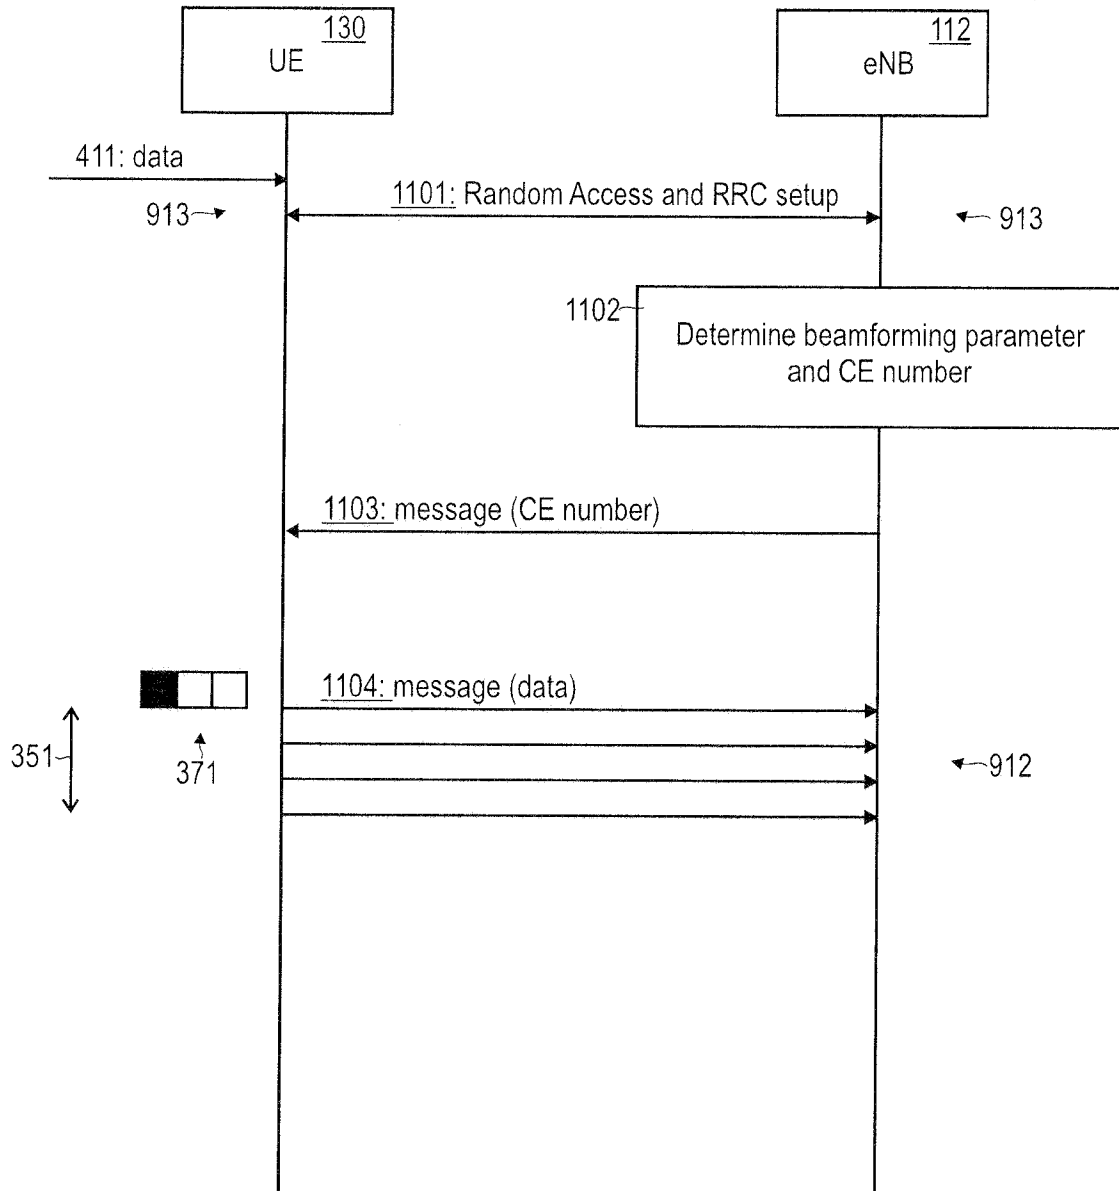 130
UE
112
eNB
411: data
1101: Random Access and RRC setup
913
913
1102
Determine beamforming parameter
and CE number
1103: message (CE number)
1104: message (data)
351
371
912